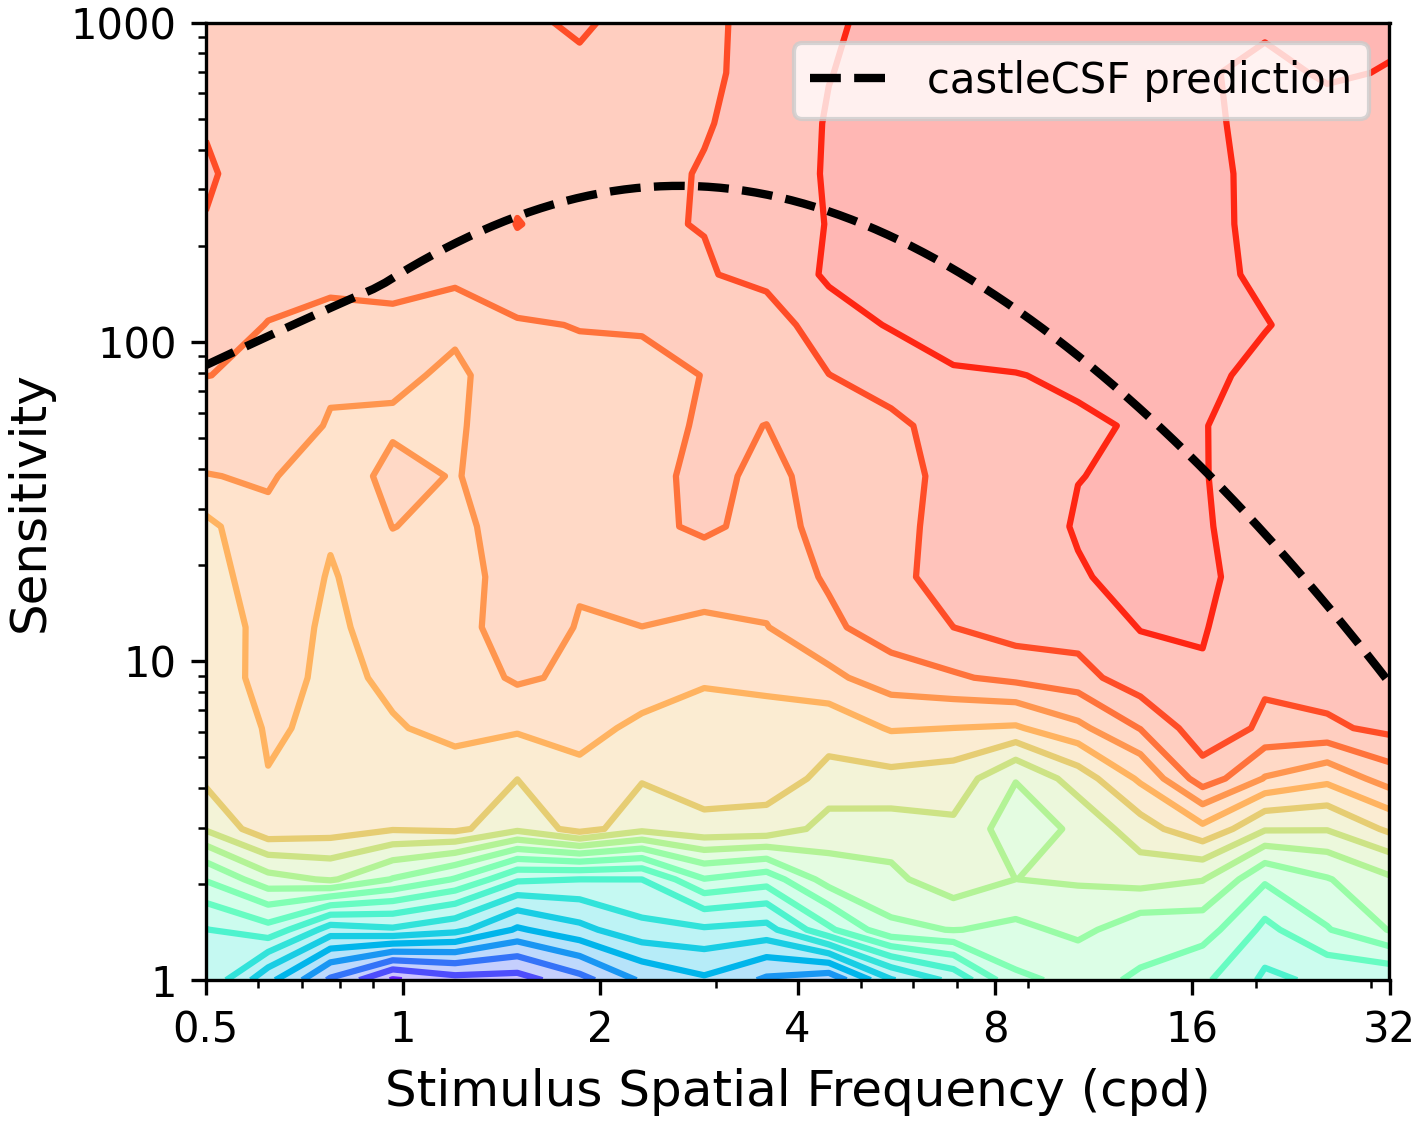 1000
castleCSF prediction
100
Sensitivity
10
1
0.5 1 2 4 8 16 32
Stimulus Spatial Frequency (cpd)